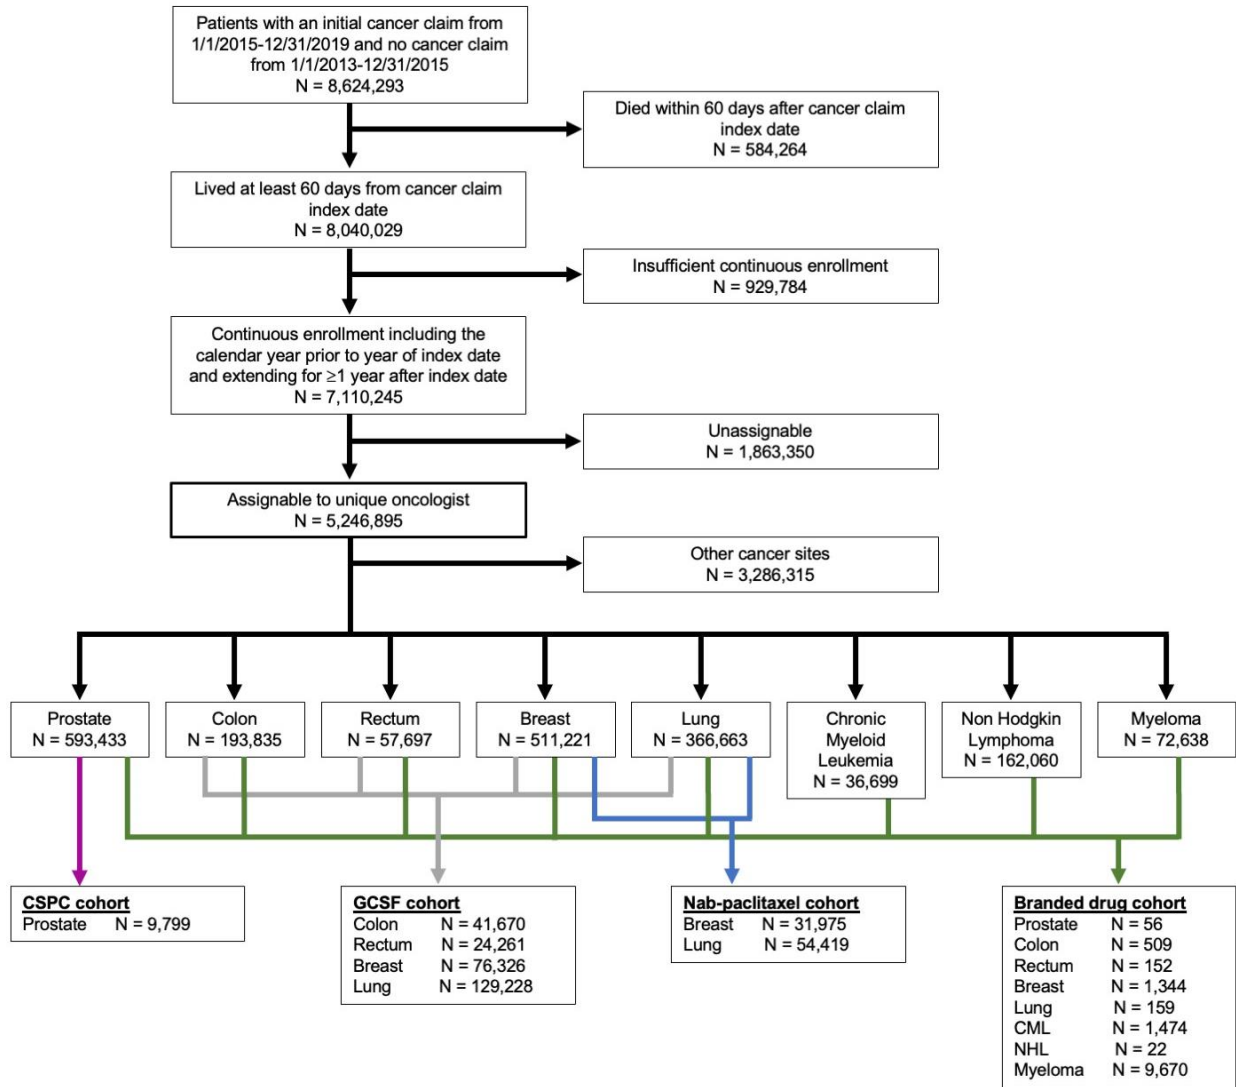 Patients with an initial cancer claim from
1/1/2015-12/31/2019 and no cancer claim
from 1/1/2013-12/31/2015
N = 8,624,293
Died within 60 days after cancer claim
index date
N = 584,264
Lived at least 60 days from cancer claim
index date
N = 8,040,029
Insufficient continuous enrollment
N = 929,784
Continuous enrollment including the
calendar year prior to year of index date
and extending for ≥1 year after index date
N = 7,110,245
Unassignable
N = 1,863,350
Assignable to unique oncologist
N = 5,246,895
Other cancer sites
N = 3,286,315
Prostate
N = 593,433
Colon
N = 193,835
Rectum
N = 57,697
Breast
N = 511,221
Lung
N = 366,663
Chronic
Myeloid
Leukemia
N = 36,699
Non Hodgkin
Lymphoma
N = 162,060
Myeloma
N = 72,638
CSPC cohort
Prostate N = 9,799
GCSF cohort
Colon N = 41,670
Rectum N = 24,261
Breast N = 76,326
Lung N = 129,228
Nab-paclitaxel cohort
Breast N = 31,975
Lung N = 54,419
Branded drug cohort
Prostate N = 56
Colon N = 509
Rectum N = 152
Breast N = 1,344
Lung N = 159
CML N = 1,474
NHL N = 22
Myeloma N = 9,670